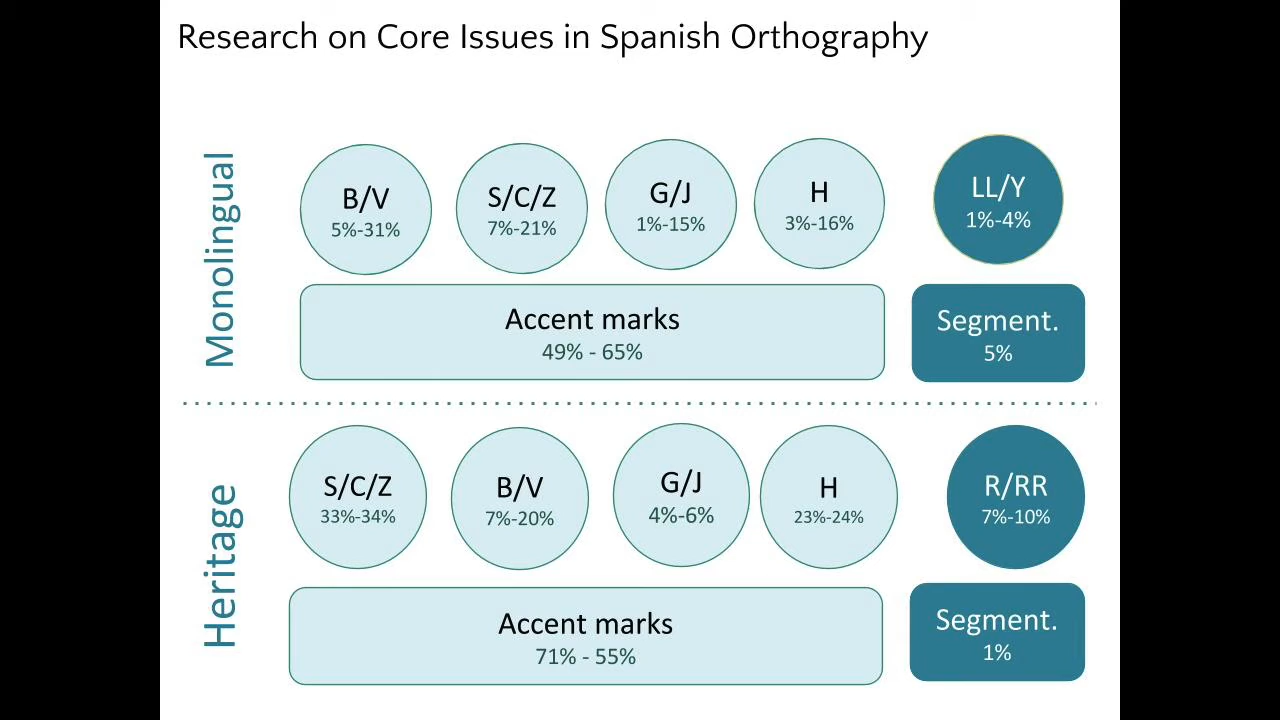 Research on Core Issues in Spanish Orthography
Monolingual
B/V
5%-31%
S/C/Z
7%-21%
G/J
1%-15%
H
3%-16%
LL/Y
1%-4%
Accent marks
49% - 65%
Segment.
5%
Heritage
S/C/Z
33%-34%
B/V
7%-20%
G/J
4%-6%
H
23%-24%
R/RR
7%-10%
Accent marks
71% - 55%
Segment.
1%